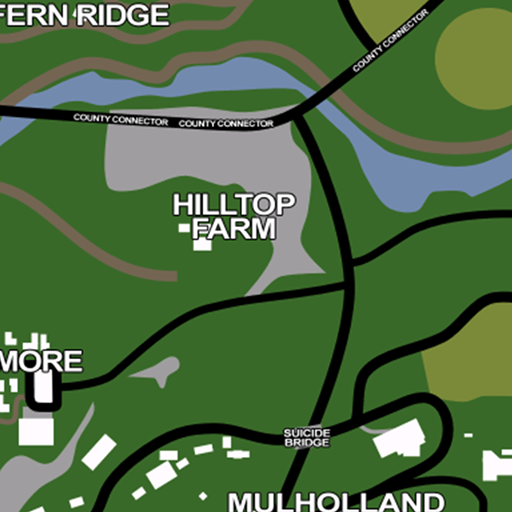 FERN RIDGE
COUNTY CONNECTOR
COUNTY CONNECTOR
COUNTY CONNECTOR
HILLTOP
FARM
MORE
SUICIDE
BRIDGE
MULHOLLAND